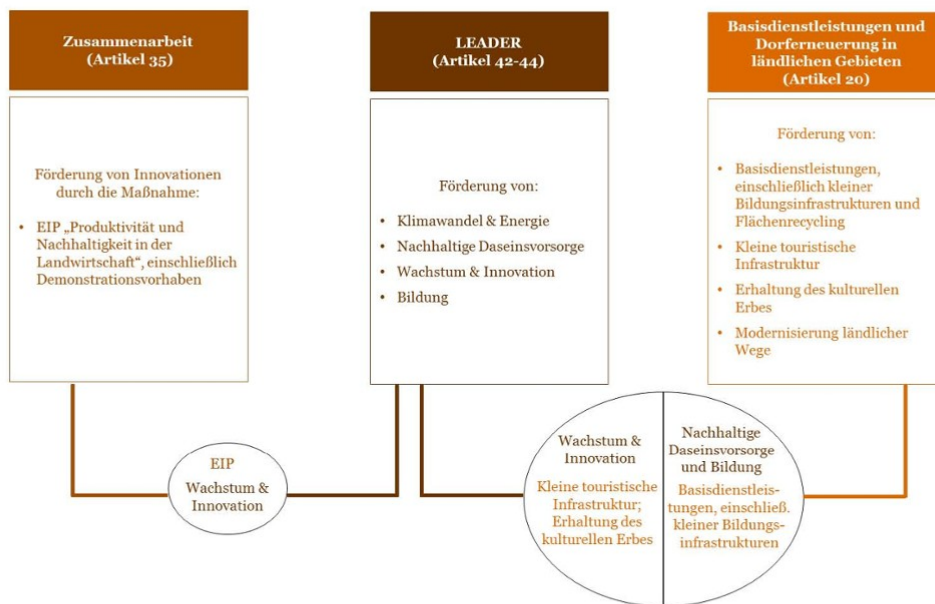 Zusammenarbeit
(Artikel 35)
Förderung von Innovationen
durch die Maßnahme:
• EIP „Produktivität und
Nachhaltigkeit in der
Landwirtschaft“, einschließlich
Demonstrationsvorhaben
LEADER
(Artikel 42-44)
Förderung von:
• Klimawandel & Energie
• Nachhaltige Daseinsvorsorge
• Wachstum & Innovation
• Bildung
Basisdienstleistungen und
Dorferneuerung in
ländlichen Gebieten
(Artikel 20)
Förderung von:
• Basisdienstleistungen,
einschließlich kleiner
Bildungsinfrastrukturen und
Flächenrecycling
• Kleine touristische
Infrastruktur
• Erhaltung des kulturellen
Erbes
• Modernisierung ländlicher
Wege
EIP
Wachstum &
Innovation
Wachstum &
Innovation
Kleine touristische
Infrastruktur;
Erhaltung des
kulturellen Erbes
Nachhaltige
Daseinsvorsorge
und Bildung
Basisdienstleis-
tungen, einschließ.
kleiner Bildungs-
infrastrukturen